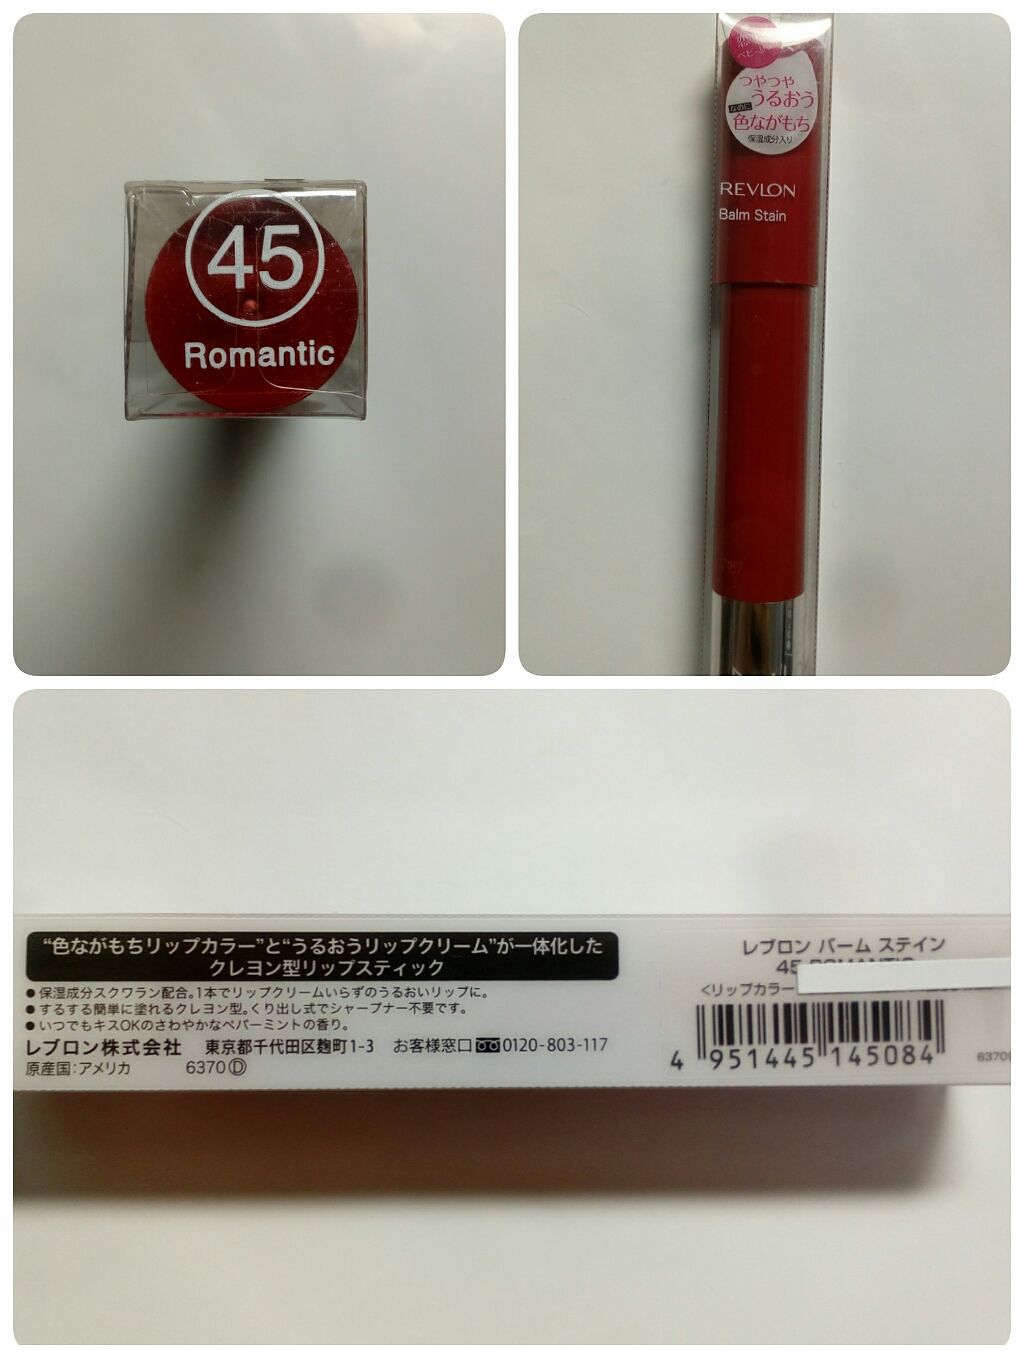 45
Romantic
つやつや
うるおう
なのに
色ながもち
保湿成分入り
REVLON
Balm Stain
“色ながもちリップカラー”と“うるおうリップクリーム”が一体化した
クレヨン型リップスティック
●保湿成分スクワラン配合。1本でリップクリームいらずのうるおいリップに。
●するする簡単に塗れるクレヨン型。くり出し式でシャープナー不要です。
●いつでもキスOKのさわやかなペパーミントの香り。
レブロン株式会社 東京都千代田区麴町1-3 お客様窓口 0120-803-117
原産国:アメリカ 6370Ⓓ
レブロン バーム ステイン
45 ROMANTIC
<リップカラー
4 951445 145084
6370